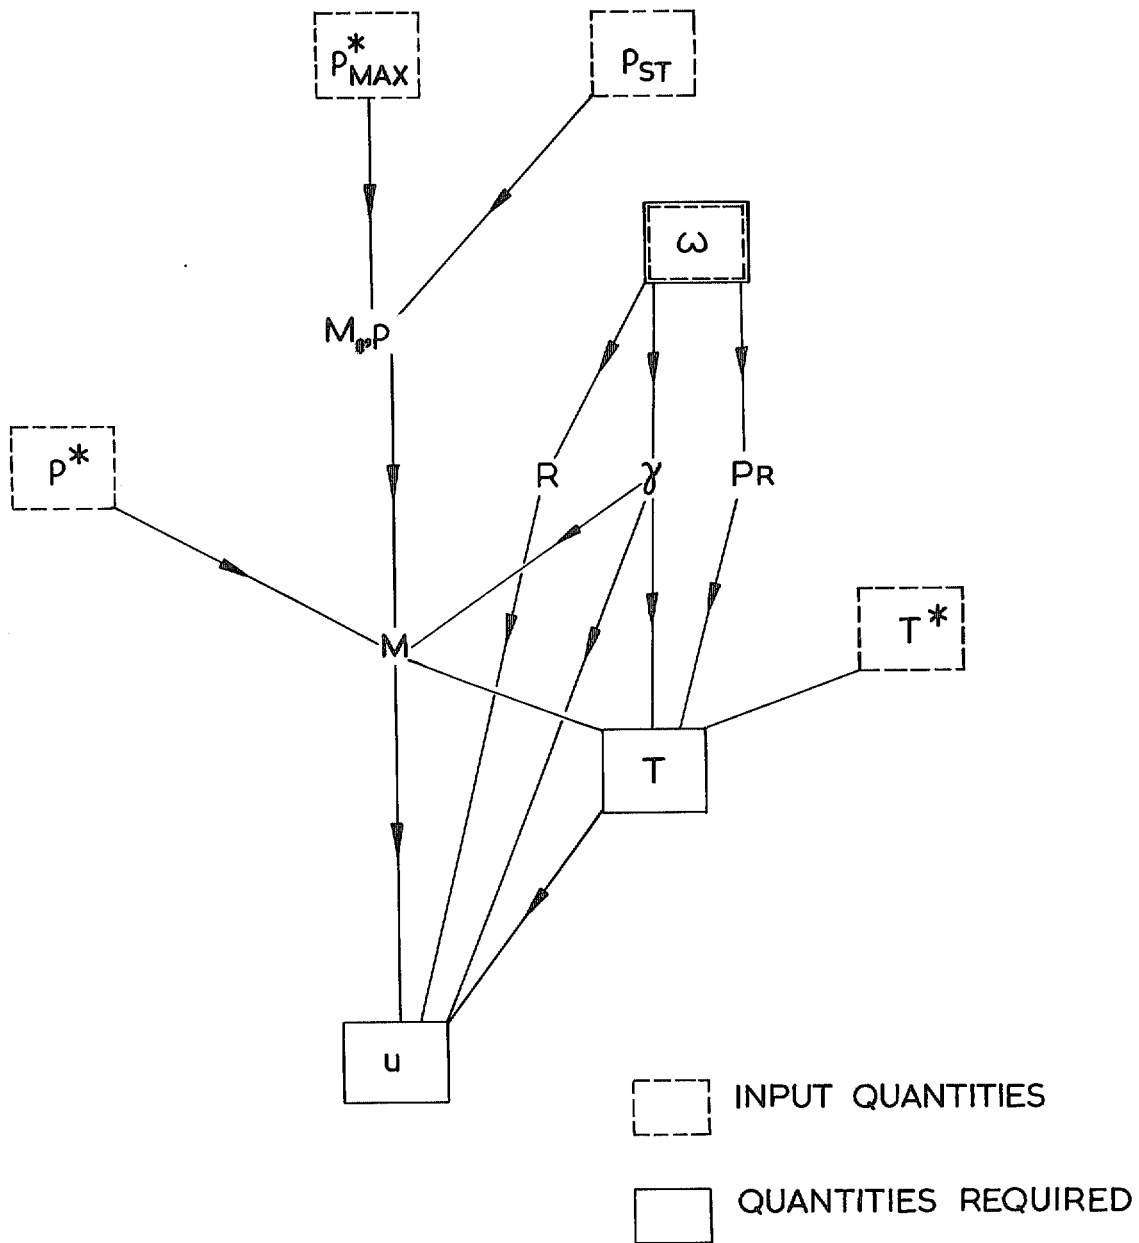 p*MAX
pST
ω
M∞,p
p*
R
γ
PR
M
T*
T
u
INPUT QUANTITIES
QUANTITIES REQUIRED